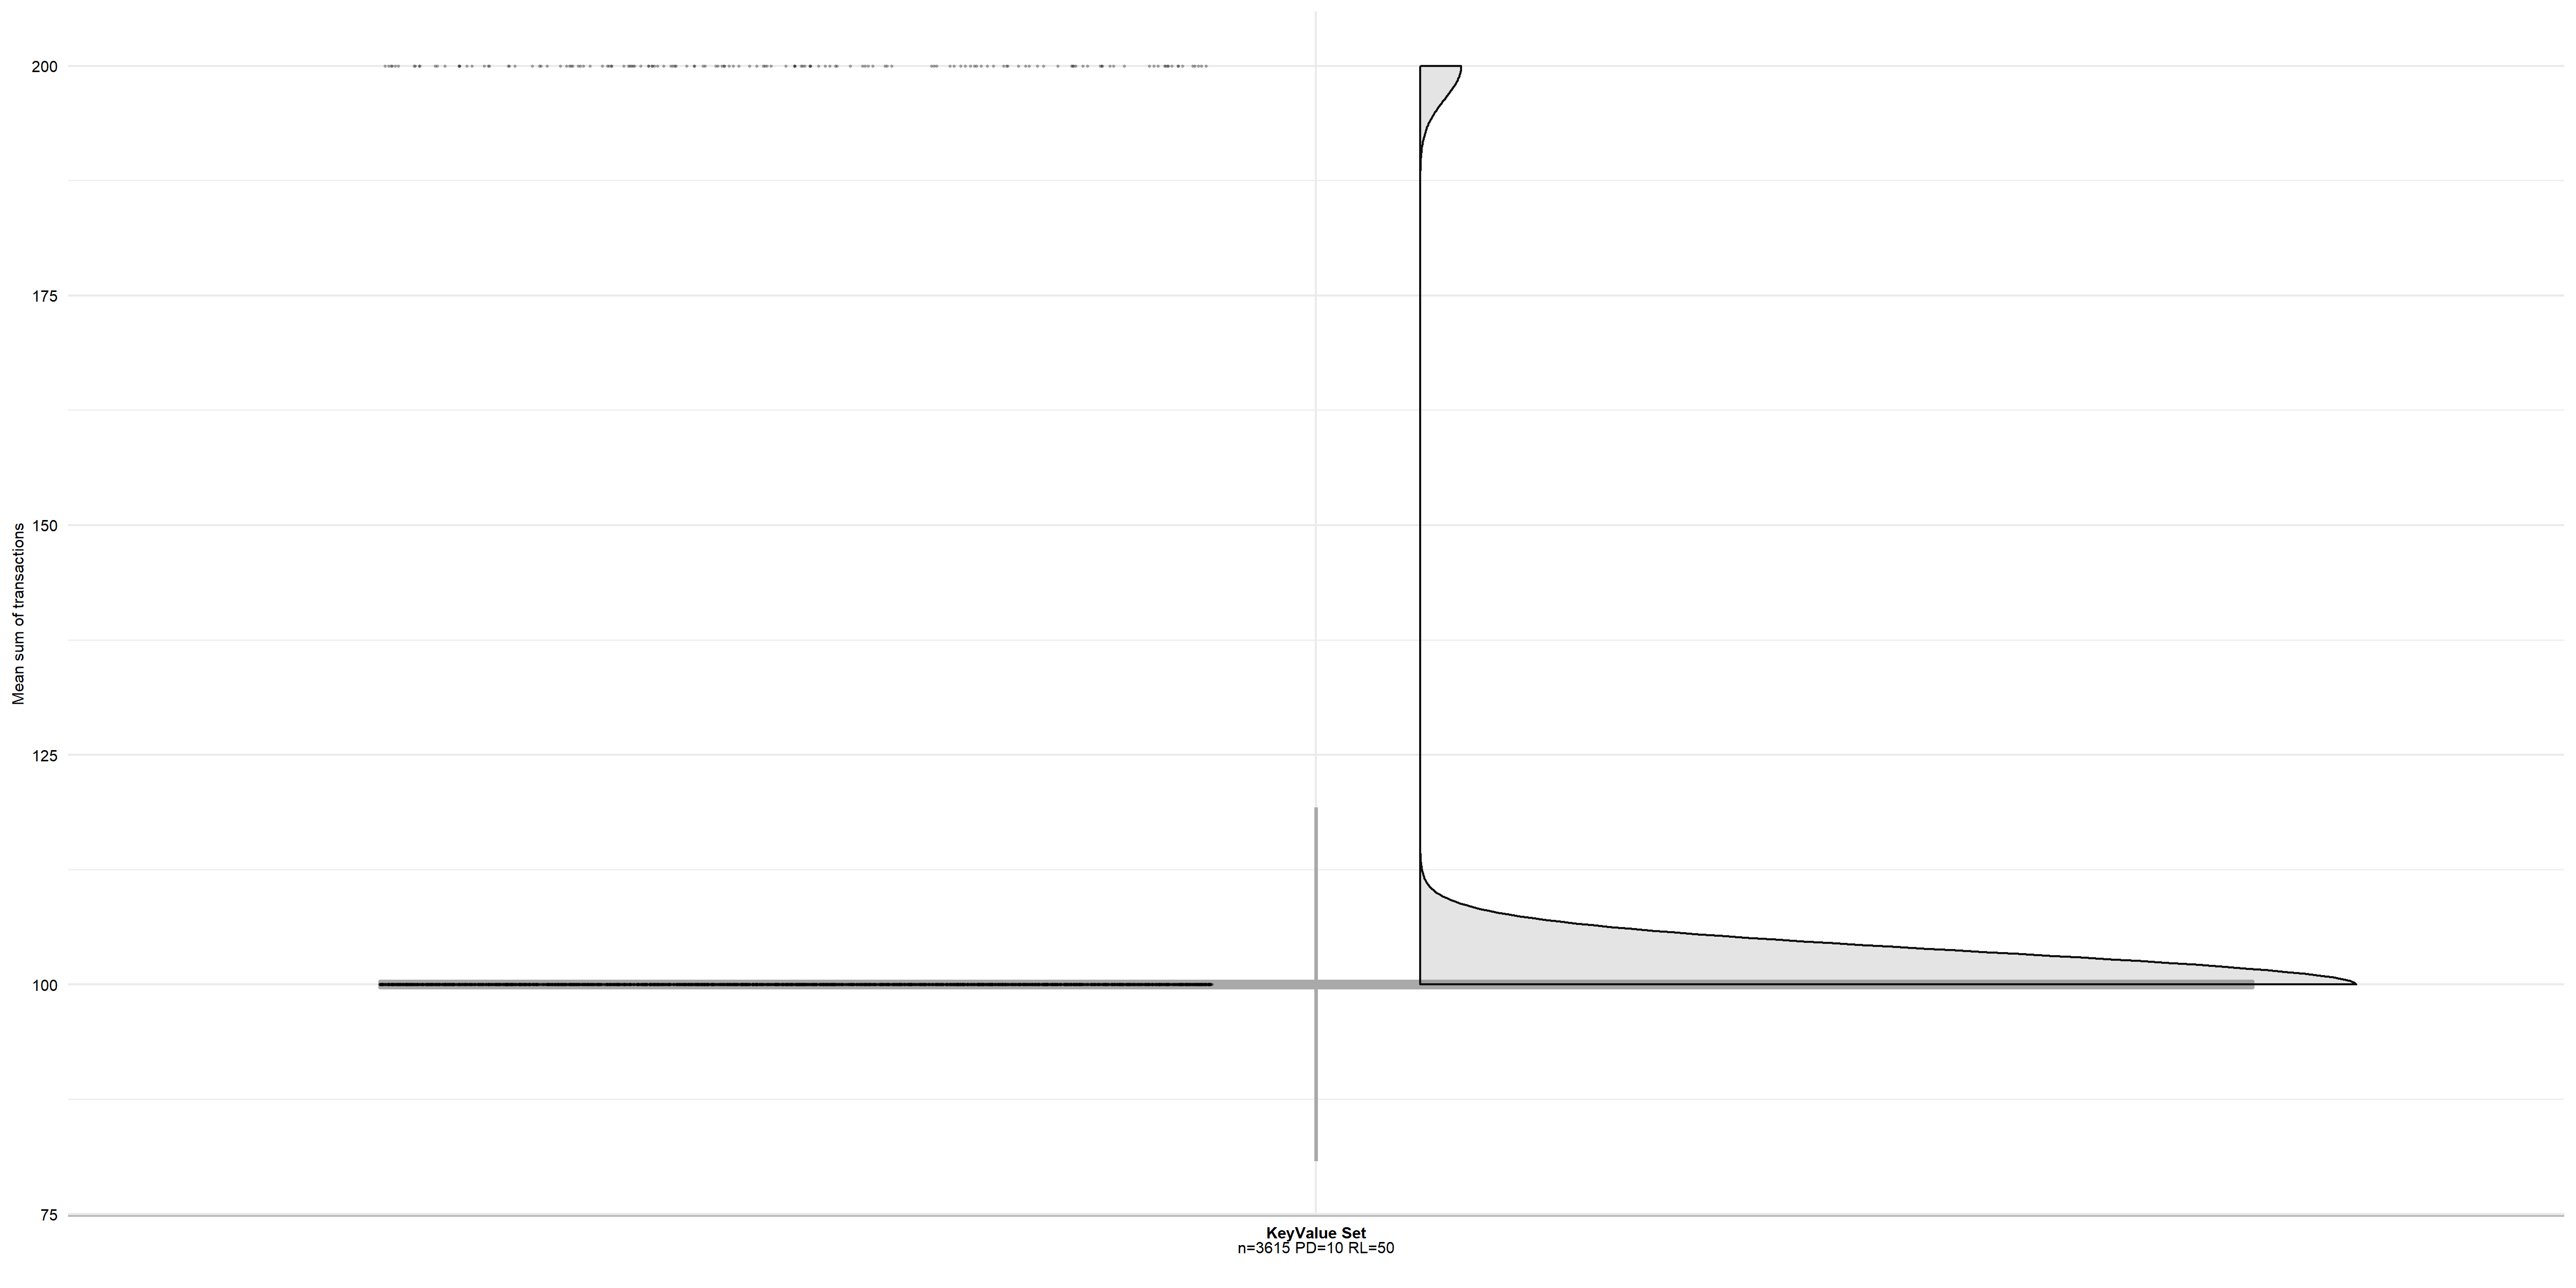 200
175
150
125
100
75
Mean sum of transactions
KeyValue Set
n=3615 PD=10 RL=50